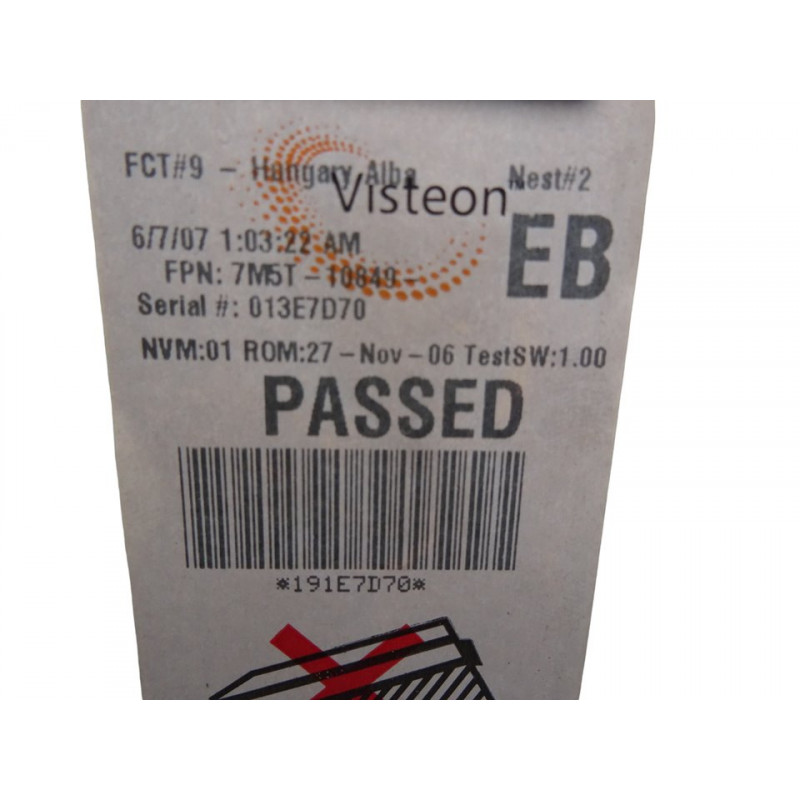 FCT#9 - Hungary Alba Nest#2
Visteon
6/7/07 1:03:22 AM
EB
FPN: 7M5T-10849-
Serial #: 013E7D70
NVM:01 ROM:27-Nov-06 TestSW:1.00
PASSED
*191E7D70*